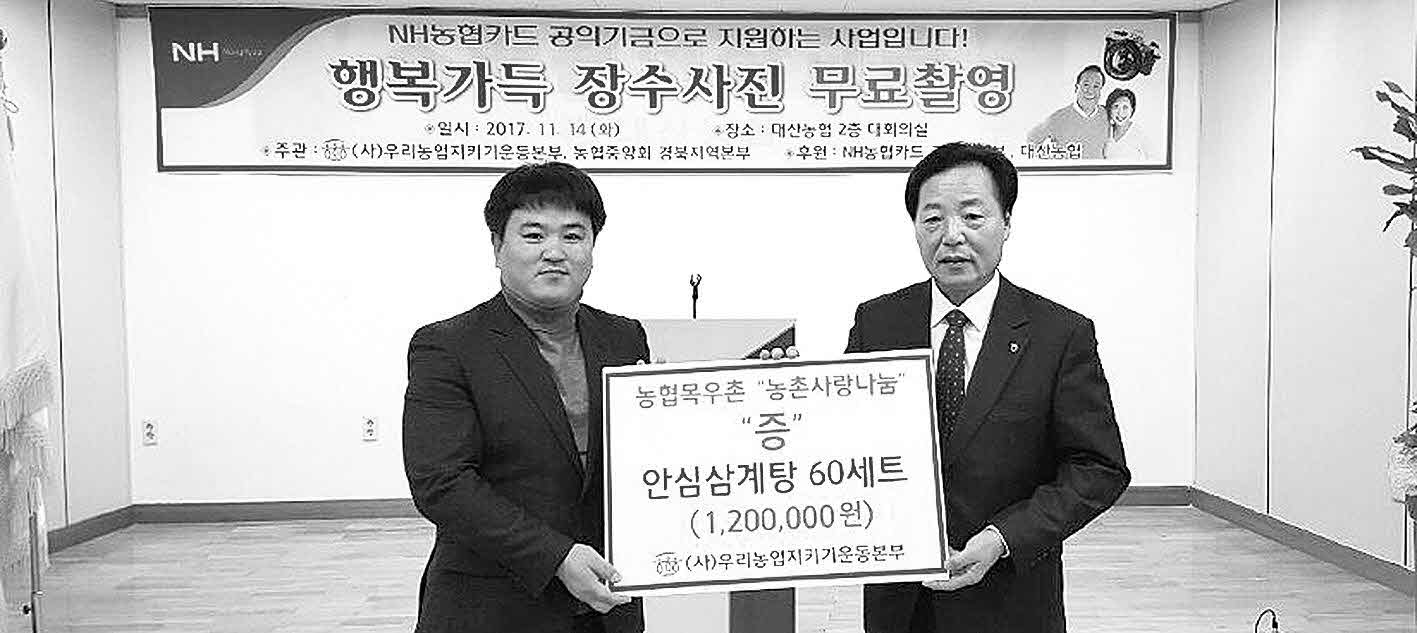 NH농협카드 공익기금으로 지원하는 사업입니다!
NH
행복가득 장수사진 무료촬영
일시 : 2017. 11. 14(화) 장소 : 대산농협 2층 대회의실
주관 : (사)우리농업지키기운동본부, 농협중앙회 경북지역본부 후원 : NH농협카드 , 대산농협
농협목우촌 "농촌사랑나눔"
"증"
안심삼계탕 60세트
(1,200,000원)
(사)우리농업지키기운동본부